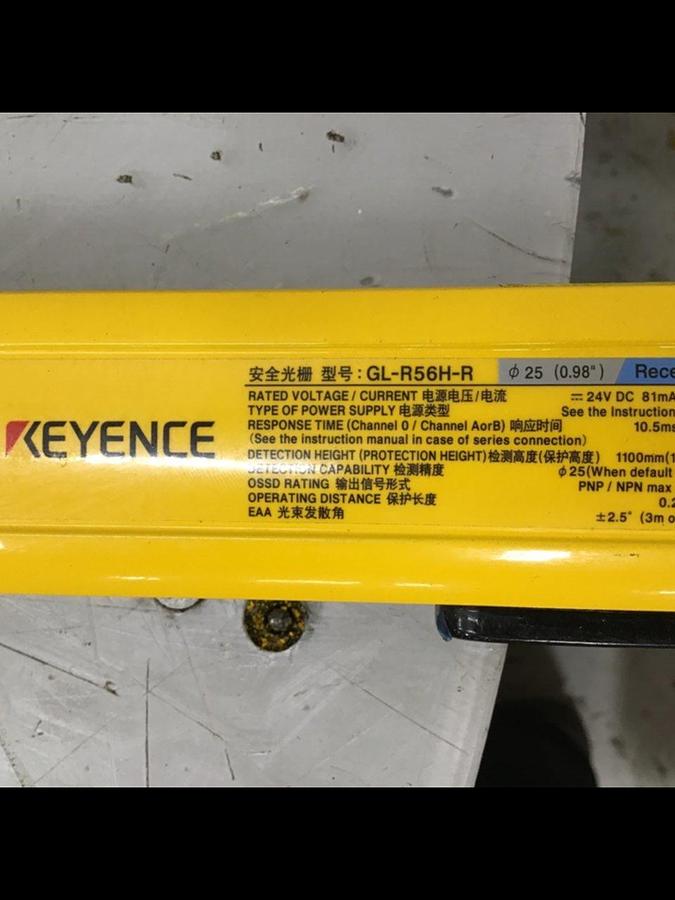 KEYENCE
安全光栅 型号: GL-R56H-R φ25 (0.98")
RATED VOLTAGE / CURRENT 电源电压/电流 ⎓ 24V DC 81mA
TYPE OF POWER SUPPLY 电源类型 See the Instruction
RESPONSE TIME (Channel 0 / Channel AorB) 响应时间 10.5ms
(See the instruction manual in case of series connection)
DETECTION HEIGHT (PROTECTION HEIGHT)检测高度(保护高度) 1100mm
DETECTION CAPABILITY 检测精度 φ25(When default
OSSD RATING 输出信号形式 PNP / NPN max
OPERATING DISTANCE 保护长度
EAA 光束发散角 ±2.5° (3m